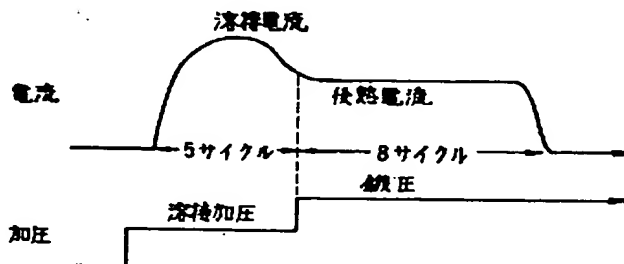 溶接電流
電流
後熱電流
5サイクル
8サイクル
鍛圧
溶接加圧
加圧